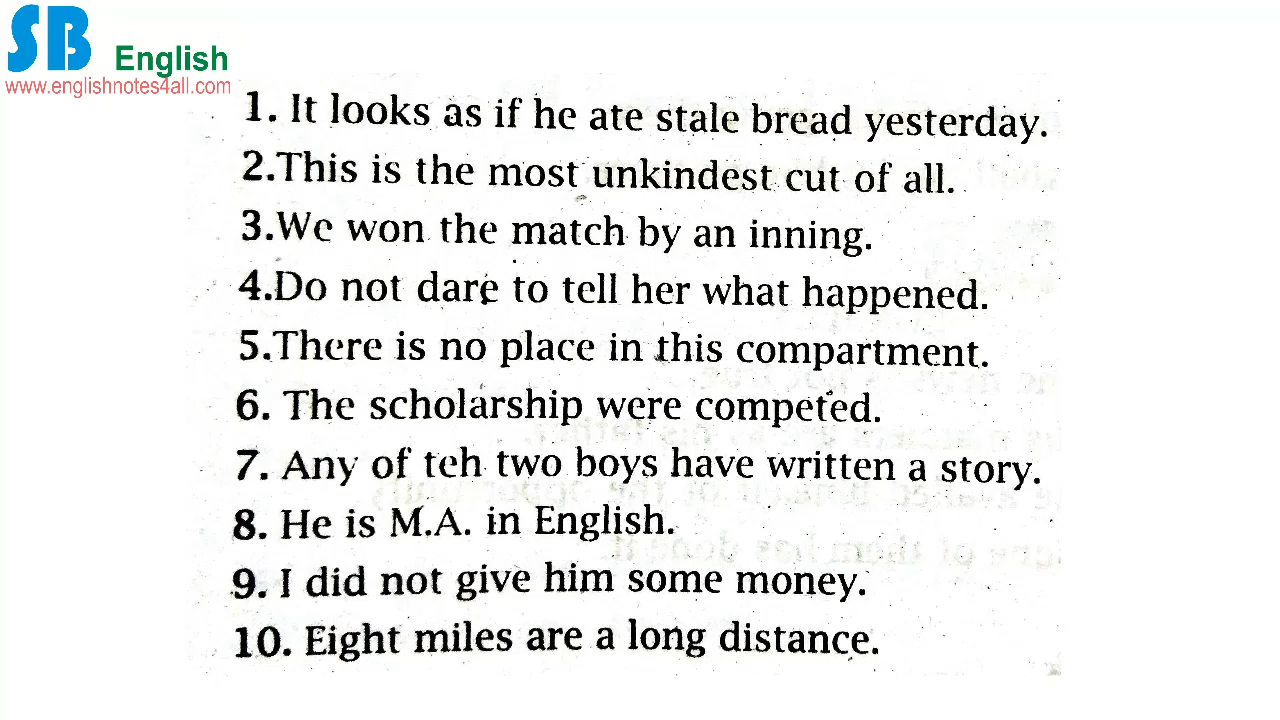 SB English
www.englishnotes4all.com
1. It looks as if he ate stale bread yesterday.
2.This is the most unkindest cut of all.
3.We won the match by an inning.
4.Do not dare to tell her what happened.
5.There is no place in this compartment.
6. The scholarship were competed.
7. Any of teh two boys have written a story.
8. He is M.A. in English.
9. I did not give him some money.
10. Eight miles are a long distance.